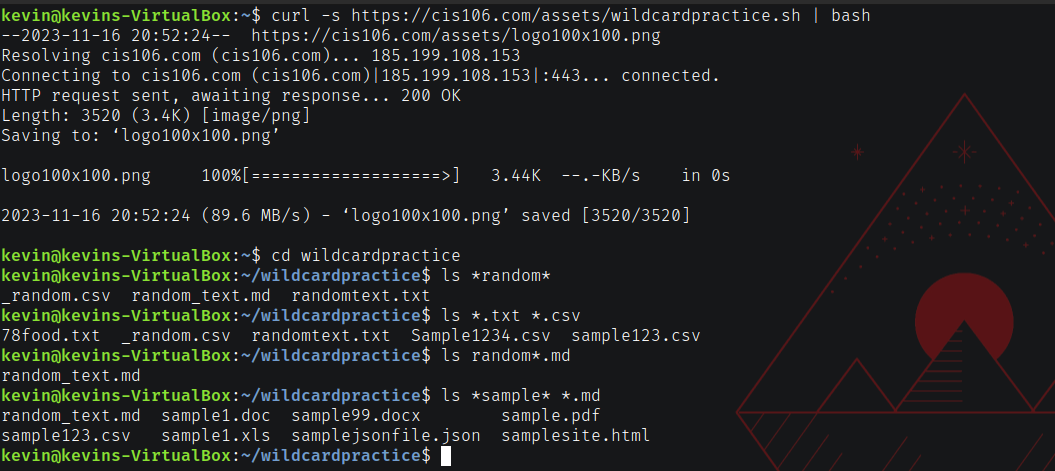 kevin@kevins-VirtualBox:~$ curl -s https://cis106.com/assets/wildcardpractice.sh | bash
--2023-11-16 20:52:24--  https://cis106.com/assets/logo100x100.png
Resolving cis106.com (cis106.com)... 185.199.108.153
Connecting to cis106.com (cis106.com)|185.199.108.153|:443... connected.
HTTP request sent, awaiting response... 200 OK
Length: 3520 (3.4K) [image/png]
Saving to: ‘logo100x100.png’
logo100x100.png     100%[===================>]   3.44K  --.-KB/s    in 0s
2023-11-16 20:52:24 (89.6 MB/s) - ‘logo100x100.png’ saved [3520/3520]
kevin@kevins-VirtualBox:~$ cd wildcardpractice
kevin@kevins-VirtualBox:~/wildcardpractice$ ls *random*
_random.csv  random_text.md  randomtext.txt
kevin@kevins-VirtualBox:~/wildcardpractice$ ls *.txt *.csv
78food.txt  _random.csv  randomtext.txt  Sample1234.csv  sample123.csv
kevin@kevins-VirtualBox:~/wildcardpractice$ ls random*.md
random_text.md
kevin@kevins-VirtualBox:~/wildcardpractice$ ls *sample* *.md
random_text.md  sample1.doc  sample99.docx        sample.pdf
sample123.csv   sample1.xls  samplejsonfile.json  samplesite.html
kevin@kevins-VirtualBox:~/wildcardpractice$